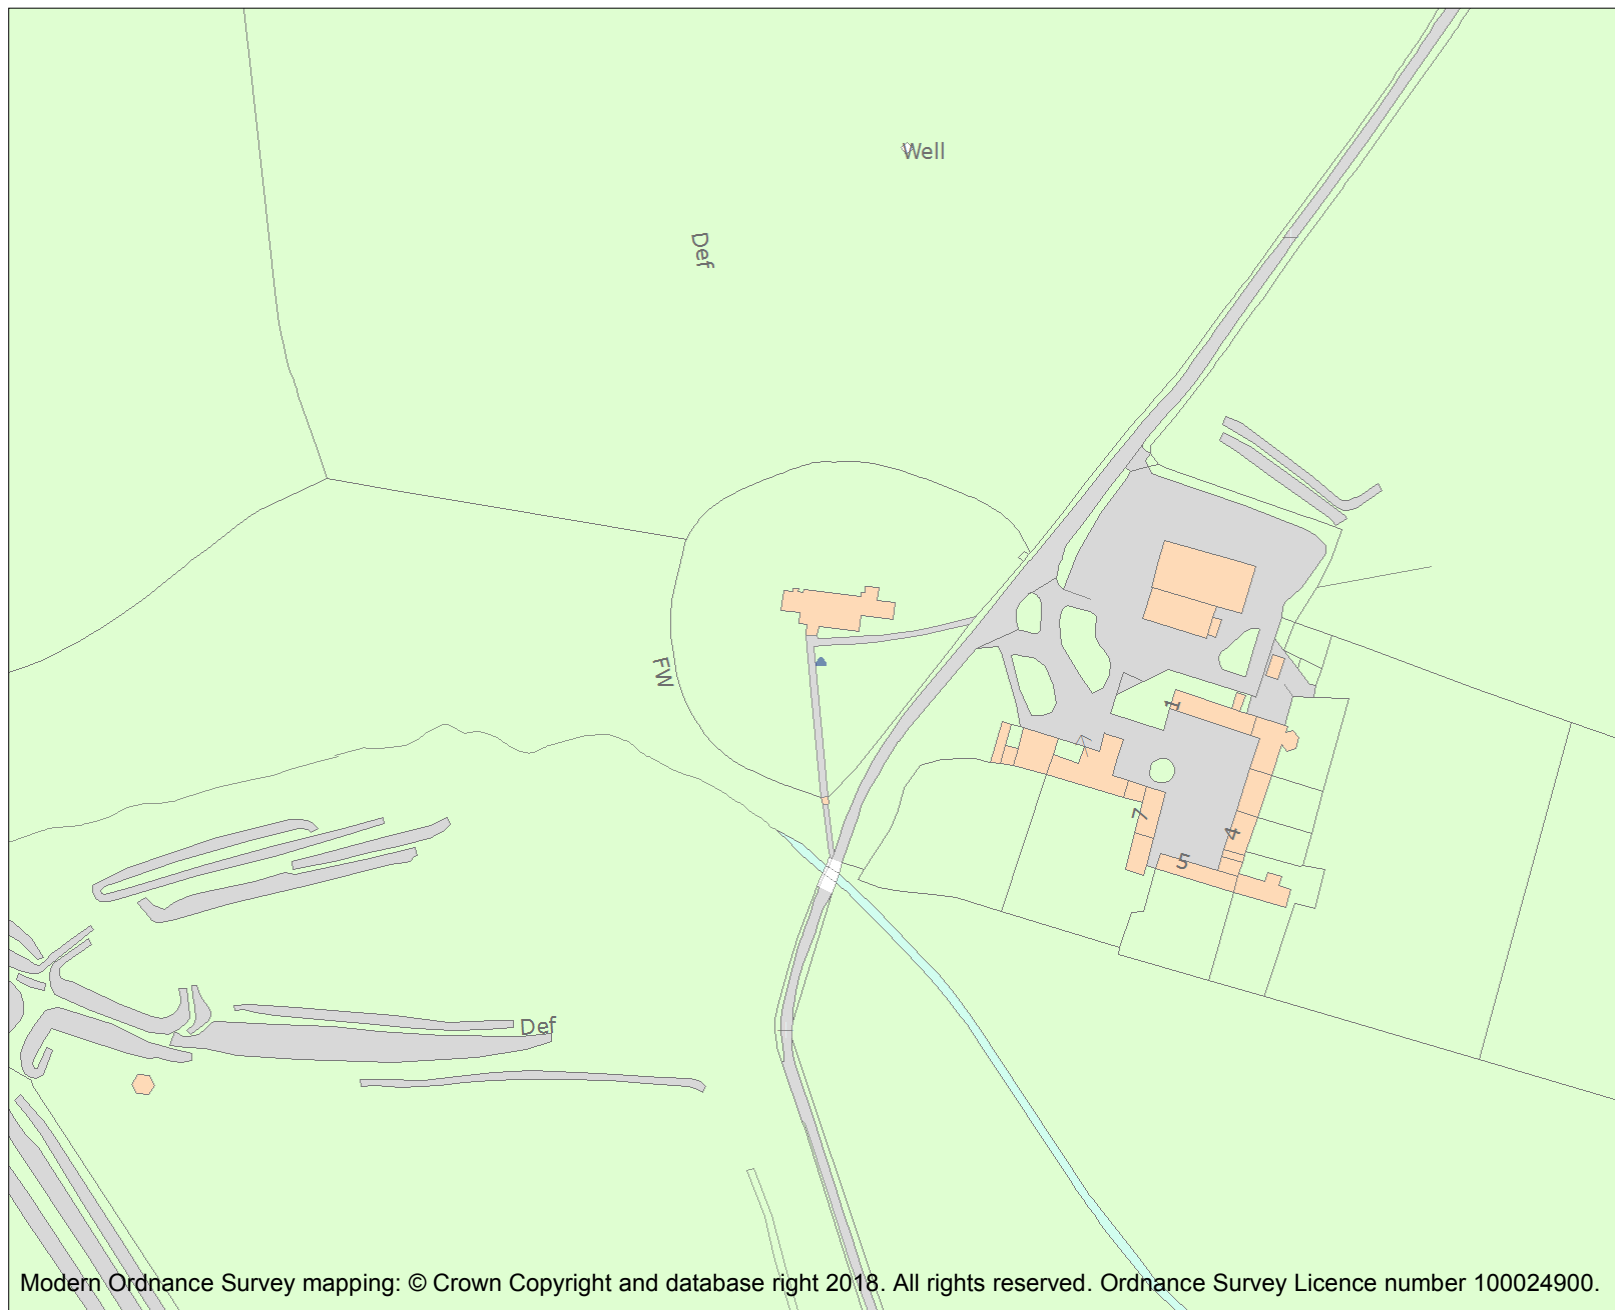 Well
Def
FW
1
7
4
5
Def
Modern Ordnance Survey mapping: © Crown Copyright and database right 2018. All rights reserved. Ordnance Survey Licence number 100024900.